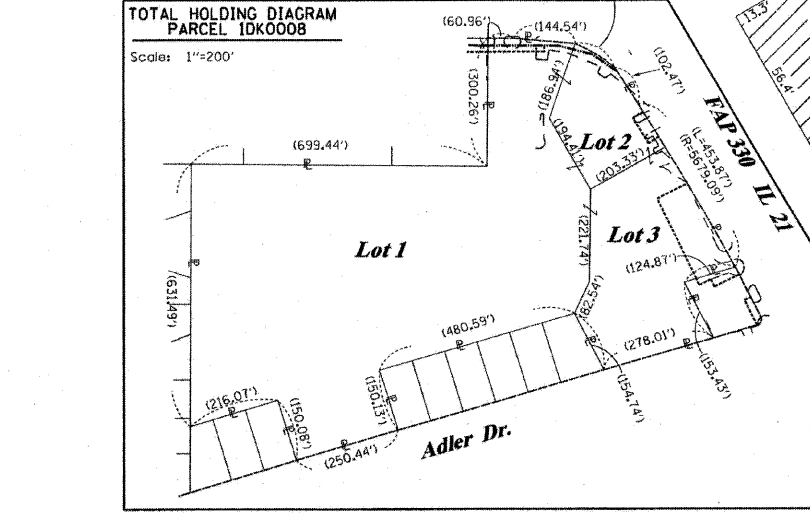 TOTAL HOLDING DIAGRAM
PARCEL 1DK0008
Scale: 1"=200'
(60.96')
(144.54')
13.3'
56.4'
(300.26')
(186.94')
(102.47')
FAP 330 IL 21
(L=453.87')
(R=5679.09')
(699.44')
(194.41')
Lot 2
(203.33')
Lot 1
(221.74')
Lot 3
(124.87')
(631.49')
(82.54')
(480.59')
(278.01')
(153.43')
(154.74')
(216.07')
(150.13')
(150.08')
(250.44')
Adler Dr.